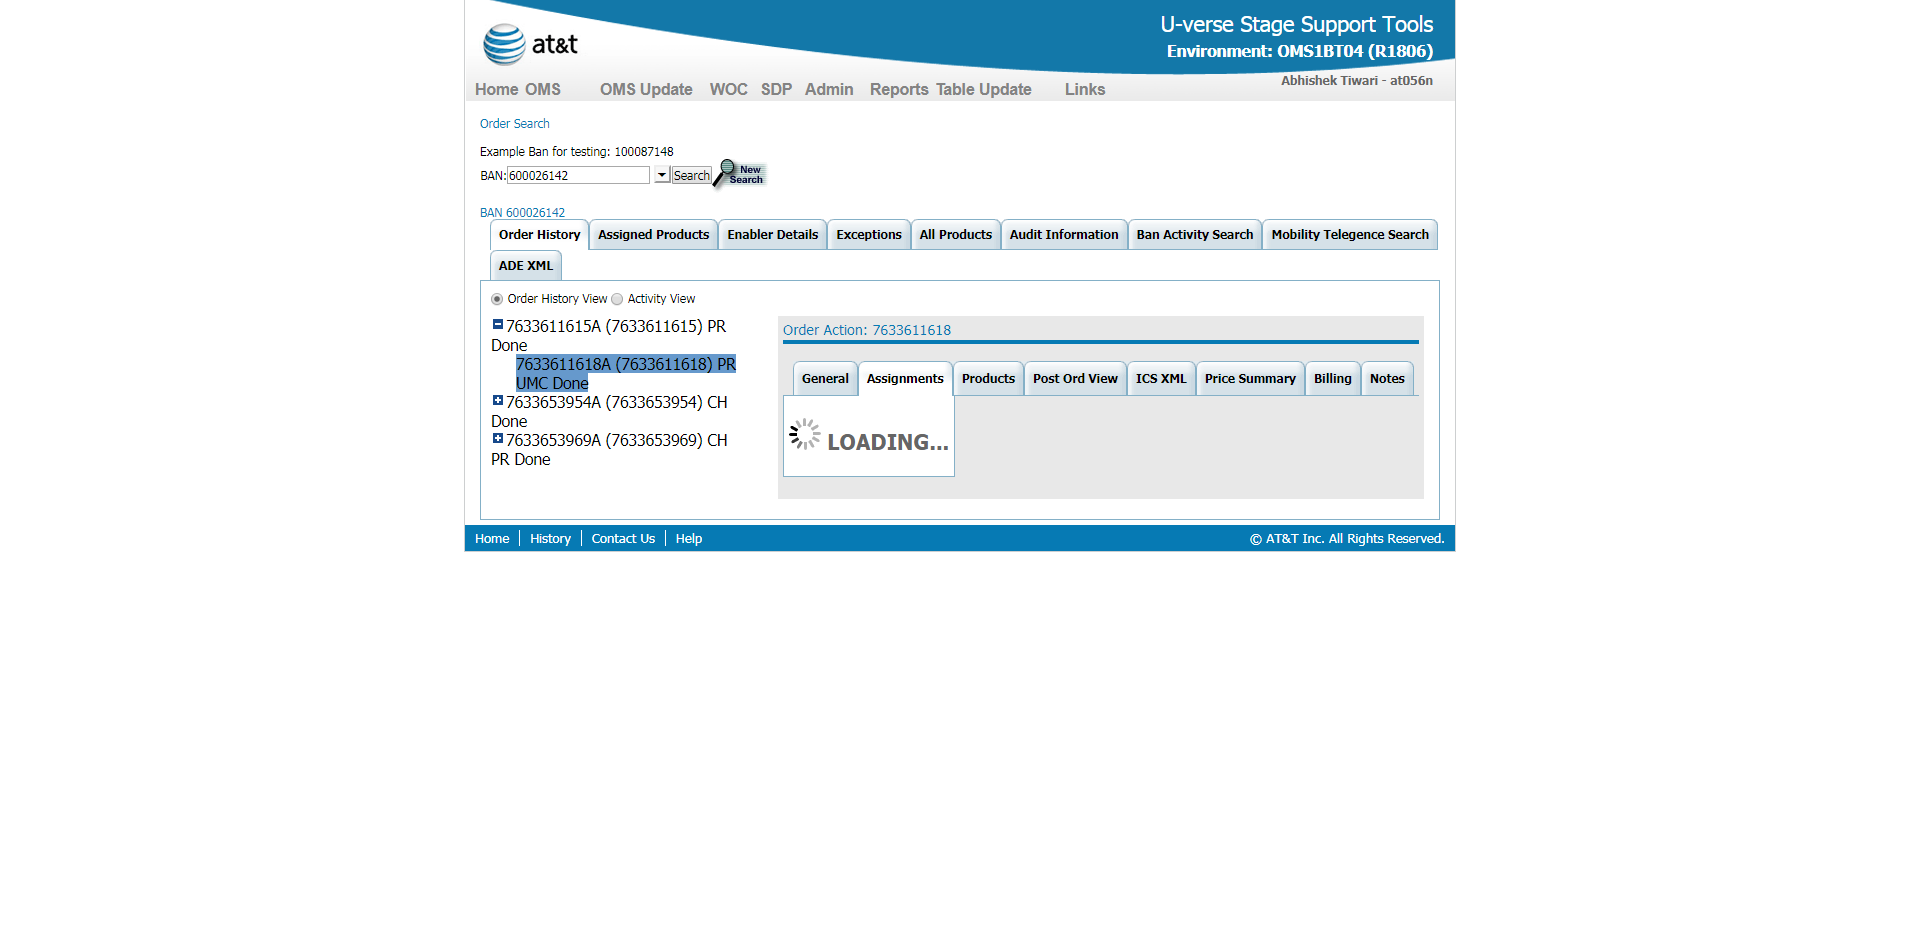 at&t
U-verse Stage Support Tools
Environment: OMS1BT04 (R1806)
Abhishek Tiwari - at056n
Home OMS OMS Update WOC SDP Admin Reports Table Update Links
Order Search
Example Ban for testing: 100087148
BAN: 600026142 Search New Search
BAN 600026142
Order History Assigned Products Enabler Details Exceptions All Products Audit Information Ban Activity Search Mobility Telegence Search
ADE XML
Order History View Activity View
7633611615A (7633611615) PR
Done
7633611618A (7633611618) PR
UMC Done
7633653954A (7633653954) CH
Done
7633653969A (7633653969) CH
PR Done
Order Action: 7633611618
General Assignments Products Post Ord View ICS XML Price Summary Billing Notes
LOADING...
Home History Contact Us Help
© AT&T Inc. All Rights Reserved.